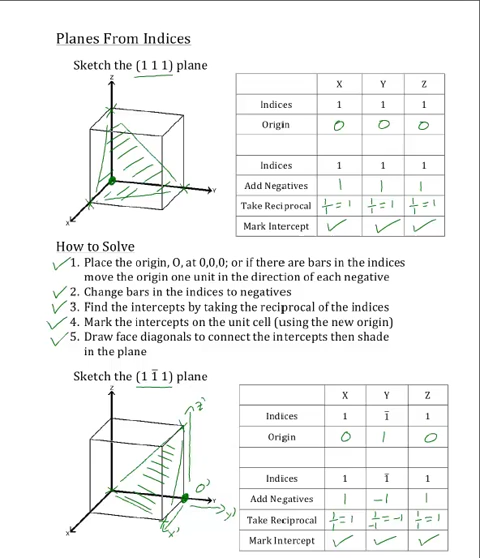 Planes From Indices
Sketch the (1 1 1) plane
Z
Y
X
X Y Z
Indices 1 1 1
Origin 0 0 0
Indices 1 1 1
Add Negatives 1 1 1
Take Reciprocal 1/1 = 1 1/1 = 1 1/1 = 1
Mark Intercept ✓ ✓ ✓
How to Solve
✓ 1. Place the origin, O, at 0,0,0; or if there are bars in the indices
move the origin one unit in the direction of each negative
✓ 2. Change bars in the indices to negatives
✓ 3. Find the intercepts by taking the reciprocal of the indices
✓ 4. Mark the intercepts on the unit cell (using the new origin)
✓ 5. Draw face diagonals to connect the intercepts then shade
in the plane
Sketch the (1 1̅ 1) plane
Z
Z'
O'
Y
Y'
X'
X
X Y Z
Indices 1 1̅ 1
Origin 0 1 0
Indices 1 1̅ 1
Add Negatives 1 -1 1
Take Reciprocal 1/1 = 1 1/-1 = -1 1/1 = 1
Mark Intercept ✓ ✓ ✓